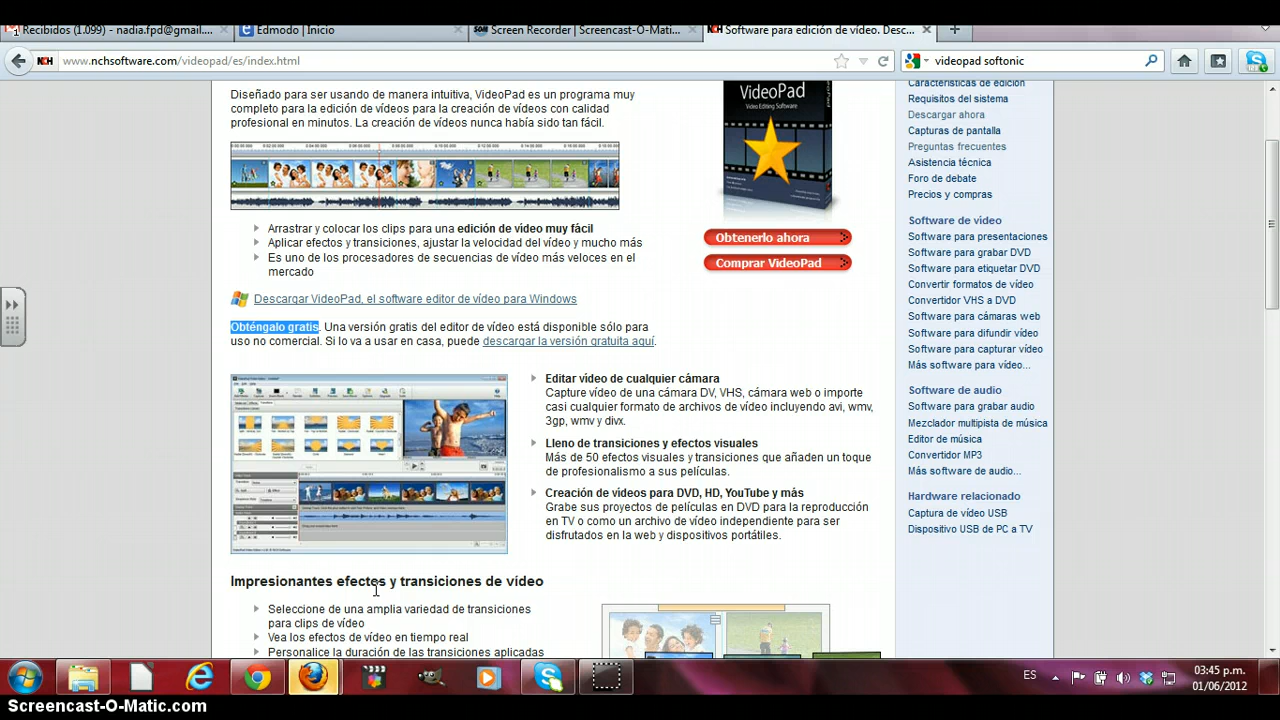 Recibidos (1.099) - nadia.fpd@gmail....
Edmodo | Inicio
Screen Recorder | Screencast-O-Mati...
Software para edición de vídeo. Desc...
www.nchsoftware.com/videopad/es/index.html
videopad softonic
Diseñado para ser usando de manera intuitiva, VideoPad es un programa muy
completo para la edición de vídeos para la creación de vídeos con calidad
profesional en minutos. La creación de vídeos nunca había sido tan fácil.
Arrastrar y colocar los clips para una edición de video muy fácil
Aplicar efectos y transiciones, ajustar la velocidad del vídeo y mucho más
Es uno de los procesadores de secuencias de vídeo más veloces en el
mercado
Descargar VideoPad, el software editor de vídeo para Windows
Obténgalo gratis. Una versión gratis del editor de vídeo está disponible sólo para
uso no comercial. Si lo va a usar en casa, puede descargar la versión gratuita aquí.
VideoPad
Video Editing Software
Obtenerlo ahora
Comprar VideoPad
Editar vídeo de cualquier cámara
Capture vídeo de una cámara DV, VHS, cámara web o importe
casi cualquier formato de archivos de vídeo incluyendo avi, wmv,
3gp, wmv y divx.
Lleno de transiciones y efectos visuales
Más de 50 efectos visuales y transiciones que añaden un toque
de profesionalismo a sus películas.
Creación de vídeos para DVD, HD, YouTube y más
Grabe sus proyectos de películas en DVD para la reproducción
en TV o como un archivo de vídeo independiente para ser
disfrutados en la web y dispositivos portátiles.
Impresionantes efectos y transiciones de vídeo
Seleccione de una amplia variedad de transiciones
para clips de vídeo
Vea los efectos de vídeo en tiempo real
Personalice la duración de las transiciones aplicadas
Características de edición
Requisitos del sistema
Descargar ahora
Capturas de pantalla
Preguntas frecuentes
Asistencia técnica
Foro de debate
Precios y compras
Software de video
Software para presentaciones
Software para grabar DVD
Software para etiquetar DVD
Convertir formatos de vídeo
Convertidor VHS a DVD
Software para cámaras web
Software para difundir vídeo
Software para capturar vídeo
Más software para vídeo...
Software de audio
Software para grabar audio
Mezclador multipista de música
Editor de música
Convertidor MP3
Más software de audio...
Hardware relacionado
Captura de vídeo USB
Dispositivo USB de PC a TV
ES
03:45 p.m.
01/06/2012
Screencast-O-Matic.com